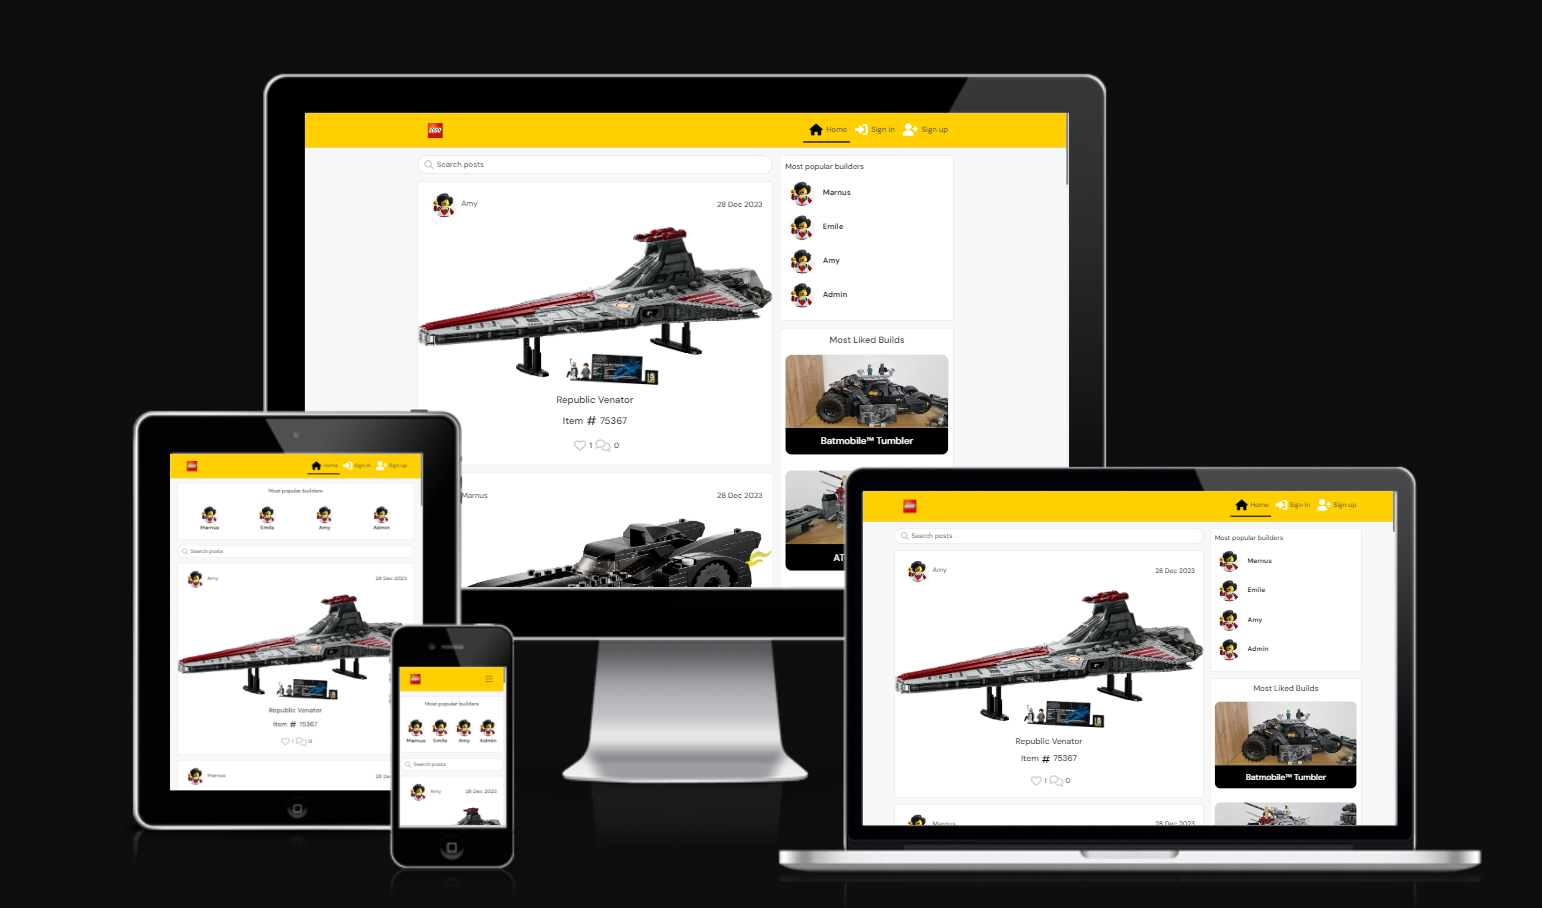 LEGO
Home Sign in Sign up
Search posts
Amy
28 Dec 2023
Republic Venator
Item # 75367
1 0
Marnus
28 Dec 2023
Most popular builders
Marnus
Emile
Amy
Admin
Most Liked Builds
Batmobile™ Tumbler
LEGO
Home Sign in Sign up
Most popular builders
Marnus Emile Amy Admin
Search posts
Amy
28 Dec 2023
Republic Venator
Item # 75367
1 0
Marnus
28 De
LEGO
Most popular builders
Marnus Emile Amy Admin
Search posts
Amy
28 Dec 2023
LEGO
Home Sign in Sign up
Search posts
Amy
28 Dec 2023
Republic Venator
Item # 75367
1 0
Marnus
28 Dec 2023
Most popular builders
Marnus
Emile
Amy
Admin
Most Liked Builds
Batmobile™ Tumbler